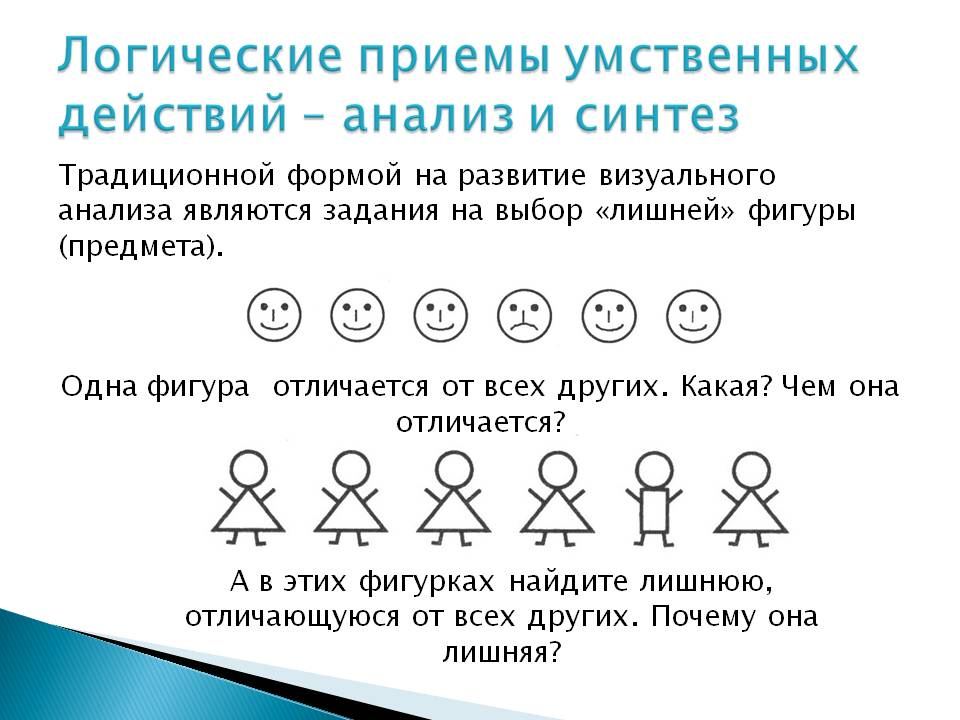 Логические приемы умственных
действий – анализ и синтез
Традиционной формой на развитие визуального
анализа являются задания на выбор «лишней» фигуры
(предмета).
Одна фигура  отличается от всех других. Какая? Чем она
отличается?
А в этих фигурках найдите лишнюю,
отличающуюся от всех других. Почему она
лишняя?